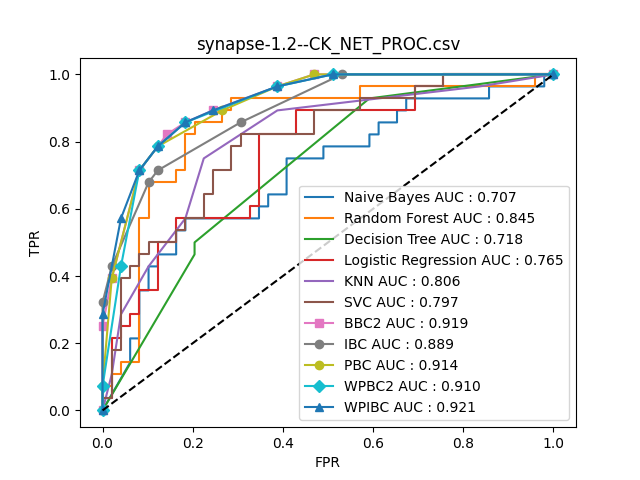 synapse-1.2--CK_NET_PROC.csv
1.0
0.8
0.6
0.4
0.2
0.0
TPR
Naive Bayes AUC : 0.707
Random Forest AUC : 0.845
Decision Tree AUC : 0.718
Logistic Regression AUC : 0.765
KNN AUC : 0.806
SVC AUC : 0.797
BBC2 AUC : 0.919
IBC AUC : 0.889
PBC AUC : 0.914
WPBC2 AUC : 0.910
WPIBC AUC : 0.921
0.0 0.2 0.4 0.6 0.8 1.0
FPR